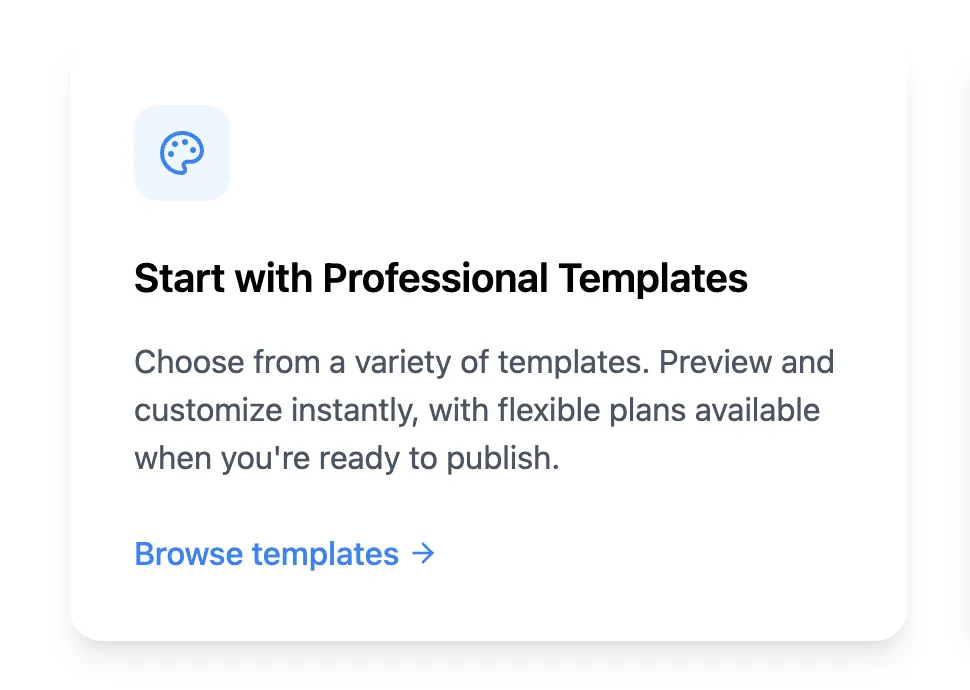 Start with Professional Templates
Choose from a variety of templates. Preview and
customize instantly, with flexible plans available
when you're ready to publish.
Browse templates →